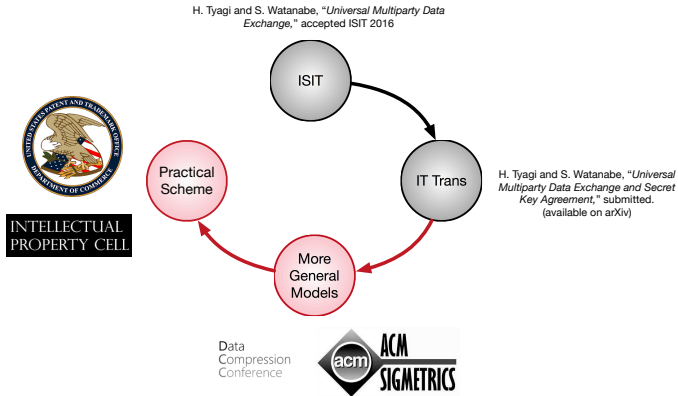 H. Tyagi and S. Watanabe, “Universal Multiparty Data
Exchange,” accepted ISIT 2016
ISIT
UNITED STATES PATENT AND TRADEMARK OFFICE
DEPARTMENT OF COMMERCE
Practical
Scheme
IT Trans
H. Tyagi and S. Watanabe, “Universal
Multiparty Data Exchange and Secret
Key Agreement,” submitted.
(available on arXiv)
INTELLECTUAL
PROPERTY CELL
More
General
Models
Data
Compression
Conference
acm
ACM
SIGMETRICS